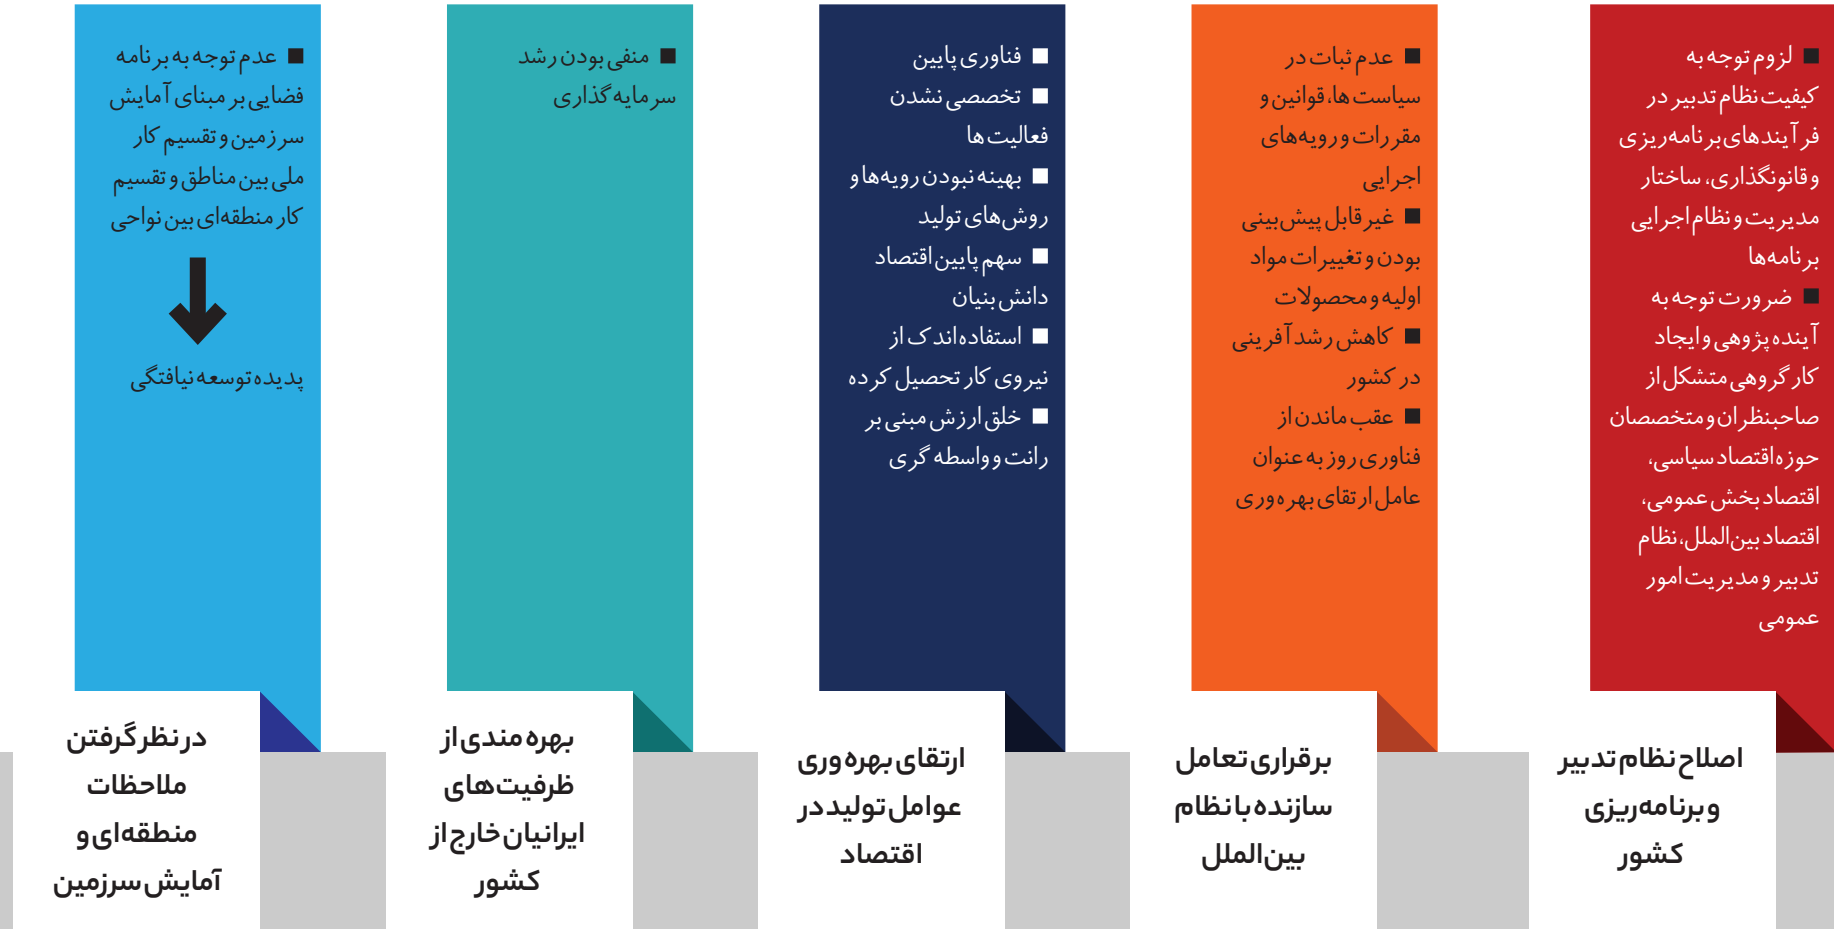 ■ لزوم توجه به
کیفیت نظام تدبیر در
فرآیندهای برنامه‌ریزی
و قانونگذاری، ساختار
مدیریت و نظام اجرایی
برنامه‌ها
■ ضرورت توجه به
آینده پژوهی و ایجاد
کارگروهی متشکل از
صاحبنظران و متخصصان
حوزه اقتصاد سیاسی،
اقتصاد بخش عمومی،
اقتصاد بین‌الملل، نظام
تدبیر و مدیریت امور
عمومی
اصلاح نظام تدبیر
و برنامه‌ریزی
کشور
■ عدم ثبات در
سیاست ها، قوانین و
مقررات و رویه‌های
اجرایی
■ غیرقابل پیش‌بینی
بودن و تغییرات مواد
اولیه و محصولات
■ کاهش رشدآفرینی
در کشور
■ عقب ماندن از
فناوری روز به عنوان
عامل ارتقای بهره‌وری
برقراری تعامل
سازنده با نظام
بین‌الملل
■ فناوری پایین
■ تخصصی نشدن
فعالیت ها
■ بهینه نبودن رویه‌ها و
روش‌های تولید
■ سهم پایین اقتصاد
دانش بنیان
■ استفاده اندک از
نیروی کار تحصیل کرده
■ خلق ارزش مبنی بر
رانت و واسطه گری
ارتقای بهره‌وری
عوامل تولید در
اقتصاد
■ منفی بودن رشد
سرمایه گذاری
بهره مندی از
ظرفیت‌های
ایرانیان خارج از
کشور
■ عدم توجه به برنامه
فضایی بر مبنای آمایش
سرزمین و تقسیم کار
ملی بین مناطق و تقسیم
کار منطقه‌ای بین نواحی
پدیده توسعه نیافتگی
در نظر گرفتن
ملاحظات
منطقه‌ای و
آمایش سرزمین